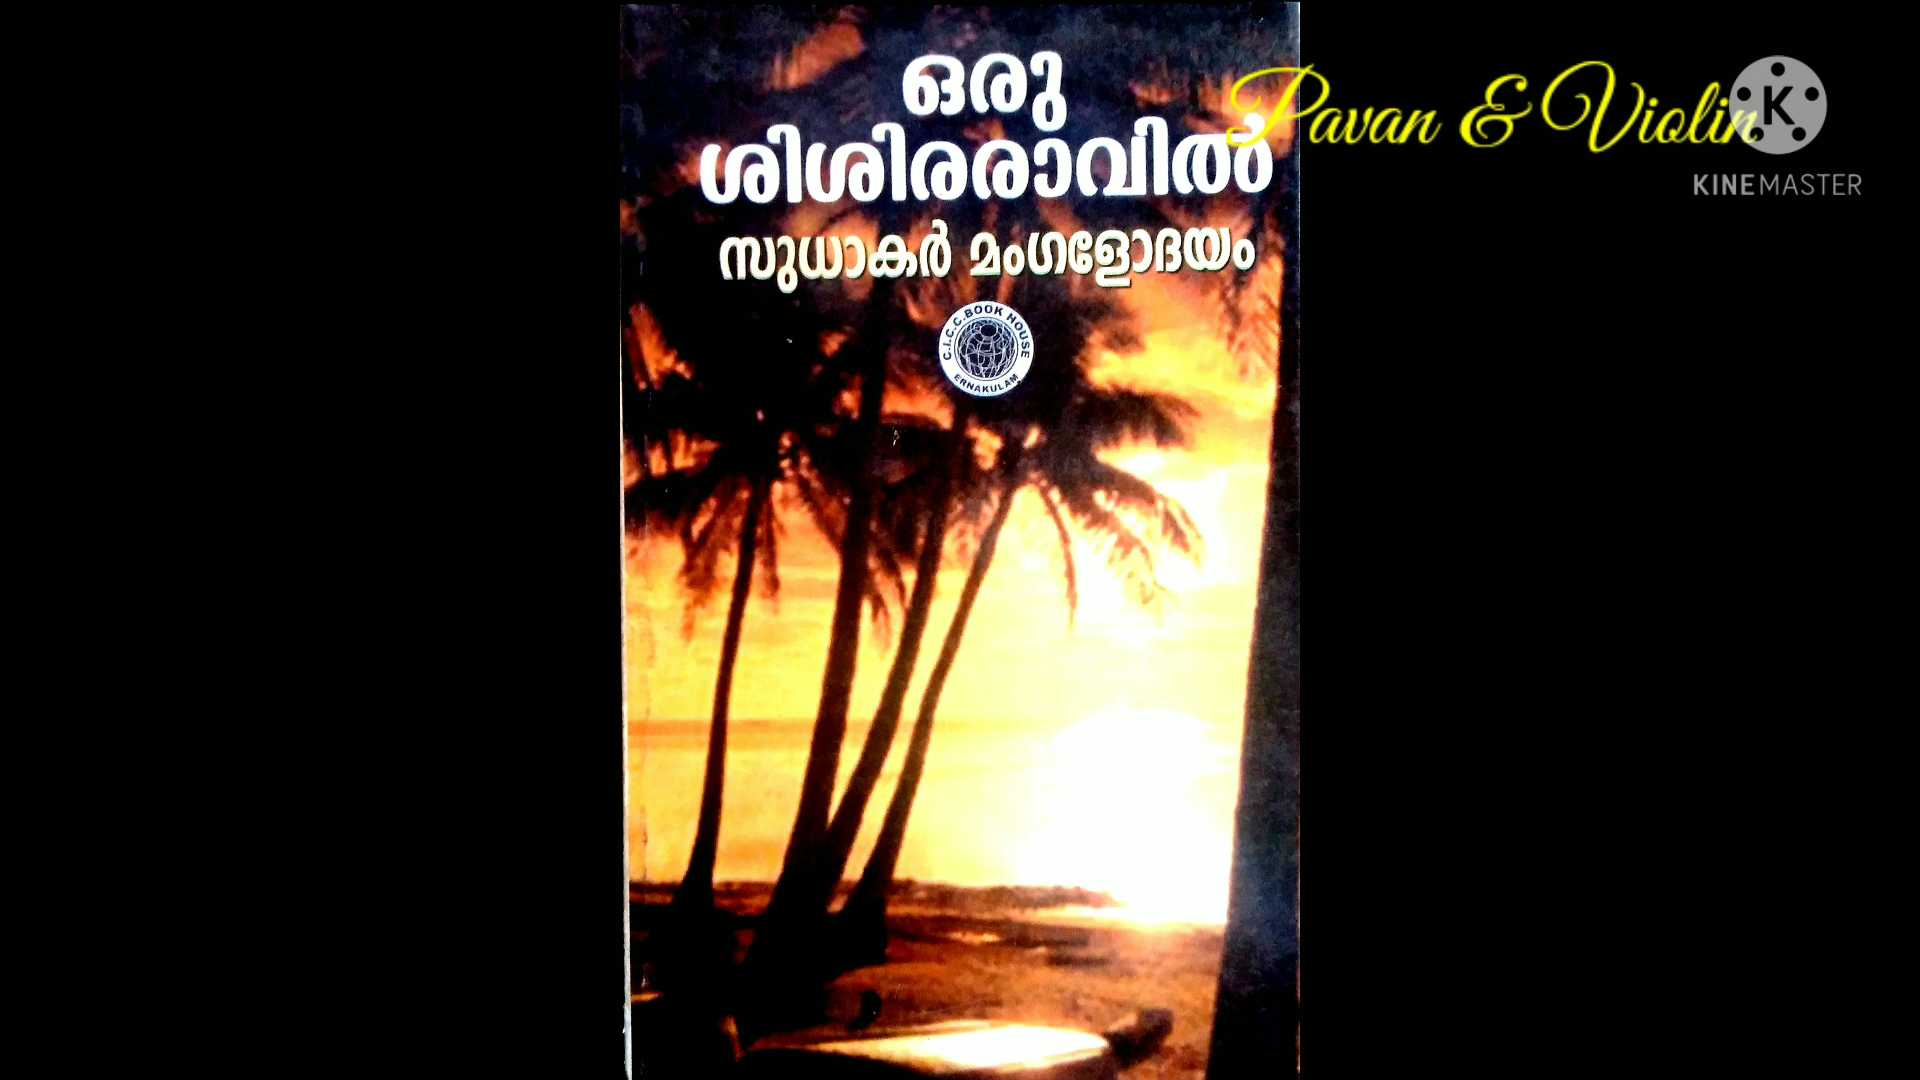 ഒരു
ശിശിരരാവിൽ
സുധാകർ മംഗളോദയം
C.I.C.C. BOOK HOUSE
ERNAKULAM
Pavan & Violin
K
KINEMASTER